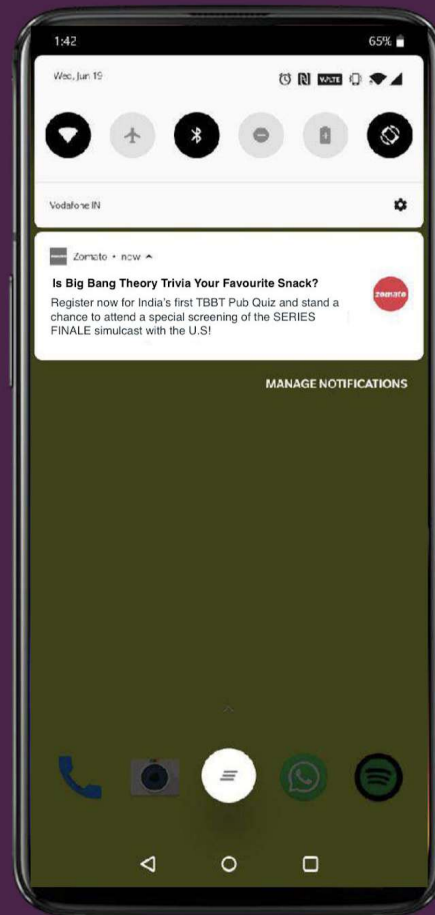 1:42
65%
Wed, Jun 19
VOLTE
Vodafone IN
Zomato • now
Is Big Bang Theory Trivia Your Favourite Snack?
Register now for India's first TBBT Pub Quiz and stand a
chance to attend a special screening of the SERIES
FINALE simulcast with the U.S!
zomato
MANAGE NOTIFICATIONS